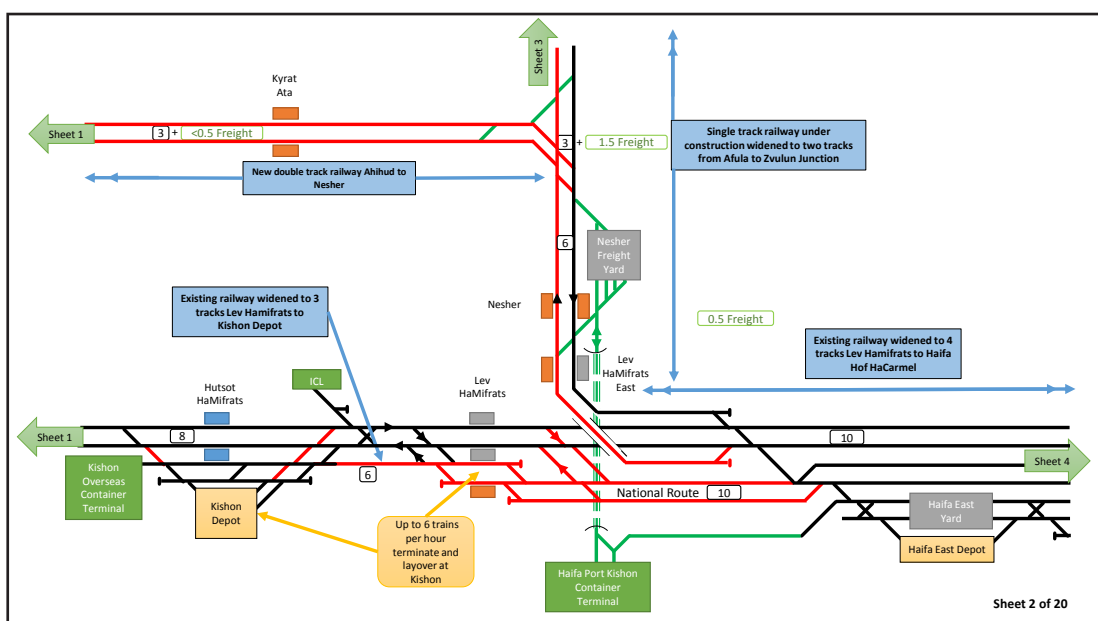 Sheet 3
Kyrat
Ata
Sheet 1
3 + <0.5 Freight
3 + 1.5 Freight
Single track railway under
construction widened to two tracks
from Afula to Zvulun Junction
New double track railway Ahihud to
Nesher
6
Nesher
Freight
Yard
Existing railway widened to 3
tracks Lev Hamifrats to
Kishon Depot
Nesher
0.5 Freight
Existing railway widened to 4
tracks Lev Hamifrats to Haifa
Hof HaCarmel
Lev
HaMifrats
East
ICL
Hutsot
HaMifrats
Lev
HaMifrats
Sheet 1
8
10
Sheet 4
Kishon
Overseas
Container
Terminal
6
National Route 10
Kishon
Depot
Up to 6 trains
per hour
terminate and
layover at
Kishon
Haifa East
Yard
Haifa East Depot
Haifa Port Kishon
Container
Terminal
Sheet 2 of 20